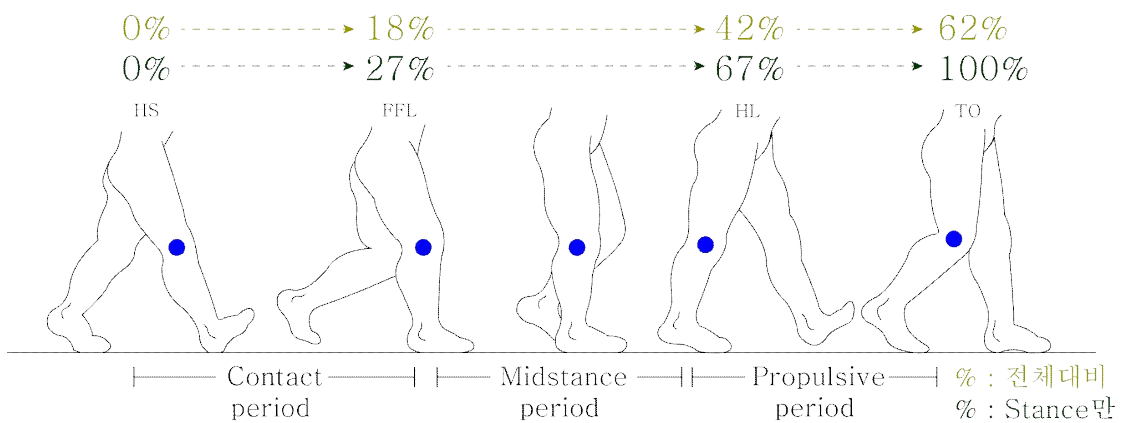 0% 18% 42% 62%
0% 27% 67% 100%
HS FFL HL TO
Contact period
Midstance period
Propulsive period
% : 전체대비
% : Stance만